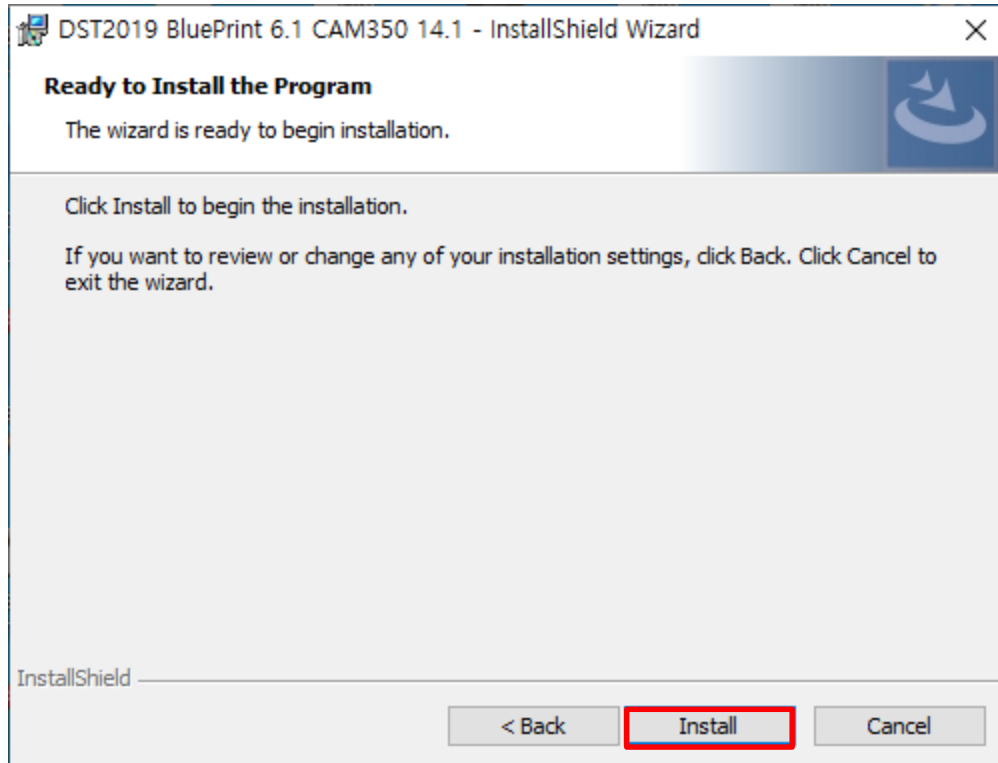 DST2019 BluePrint 6.1 CAM350 14.1 - InstallShield Wizard
Ready to Install the Program
The wizard is ready to begin installation.
Click Install to begin the installation.
If you want to review or change any of your installation settings, click Back. Click Cancel to
exit the wizard.
InstallShield
< Back
Install
Cancel